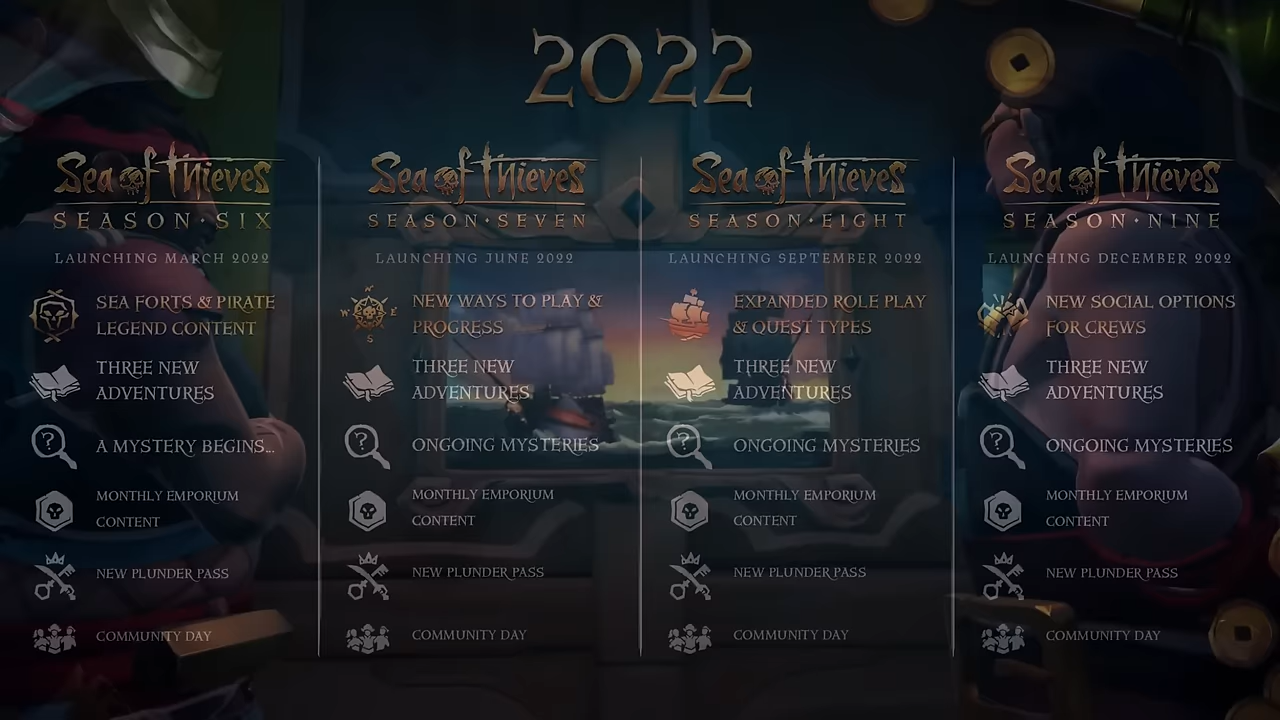 2022
Sea of Thieves
SEASON·SIX
LAUNCHING MARCH 2022
SEA FORTS & PIRATE
LEGEND CONTENT
THREE NEW
ADVENTURES
A MYSTERY BEGINS...
MONTHLY EMPORIUM
CONTENT
NEW PLUNDER PASS
COMMUNITY DAY
Sea of Thieves
SEASON·SEVEN
LAUNCHING JUNE 2022
N
W E
S
NEW WAYS TO PLAY &
PROGRESS
THREE NEW
ADVENTURES
ONGOING MYSTERIES
MONTHLY EMPORIUM
CONTENT
NEW PLUNDER PASS
COMMUNITY DAY
Sea of Thieves
SEASON·EIGHT
LAUNCHING SEPTEMBER 2022
EXPANDED ROLE PLAY
& QUEST TYPES
THREE NEW
ADVENTURES
ONGOING MYSTERIES
MONTHLY EMPORIUM
CONTENT
NEW PLUNDER PASS
COMMUNITY DAY
Sea of Thieves
SEASON·NINE
LAUNCHING DECEMBER 2022
NEW SOCIAL OPTIONS
FOR CREWS
THREE NEW
ADVENTURES
ONGOING MYSTERIES
MONTHLY EMPORIUM
CONTENT
NEW PLUNDER PASS
COMMUNITY DAY